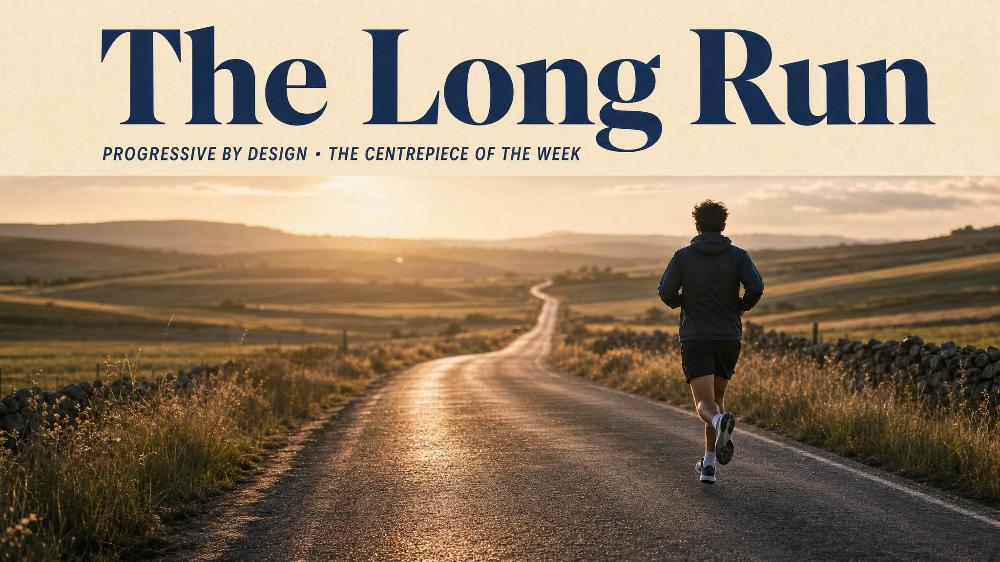 The Long Run
PROGRESSIVE BY DESIGN • THE CENTREPIECE OF THE WEEK